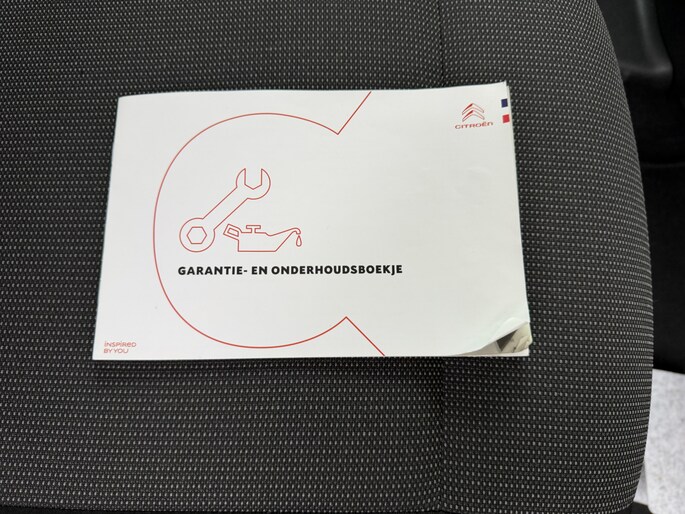 CITROËN
GARANTIE- EN ONDERHOUDSBOEKJE
INSPIRED
BY YOU